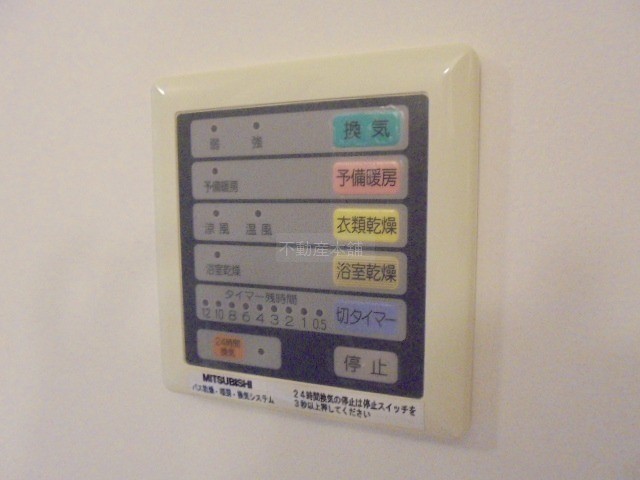 弱 強 換気
予備暖房 予備暖房
涼風 温風 衣類乾燥
不動産本舗
浴室乾燥 浴室乾燥
タイマー残時間
12 10 8 6 4 3 2 1 0.5 切タイマー
24時間
換気
停止
MITSUBISHI
バス乾燥・暖房・換気システム
24時間換気の停止は停止スイッチを
3秒以上押してください